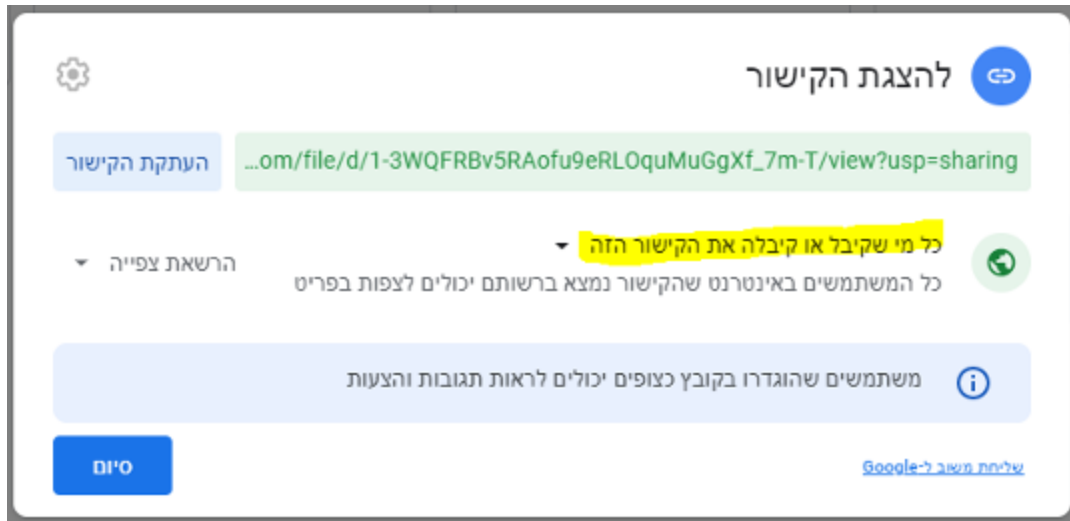 להצגת הקישור
...om/file/d/1-3WQFRBv5RAofu9eRLOquMuGgXf_7m-T/view?usp=sharing
העתקת הקישור
כל מי שקיבל או קיבלה את הקישור הזה
הרשאת צפייה
כל המשתמשים באינטרנט שהקישור נמצא ברשותם יכולים לצפות בפריט
משתמשים שהוגדרו בקובץ כצופים יכולים לראות תגובות והצעות
שליחת משוב ל-Google
סיום